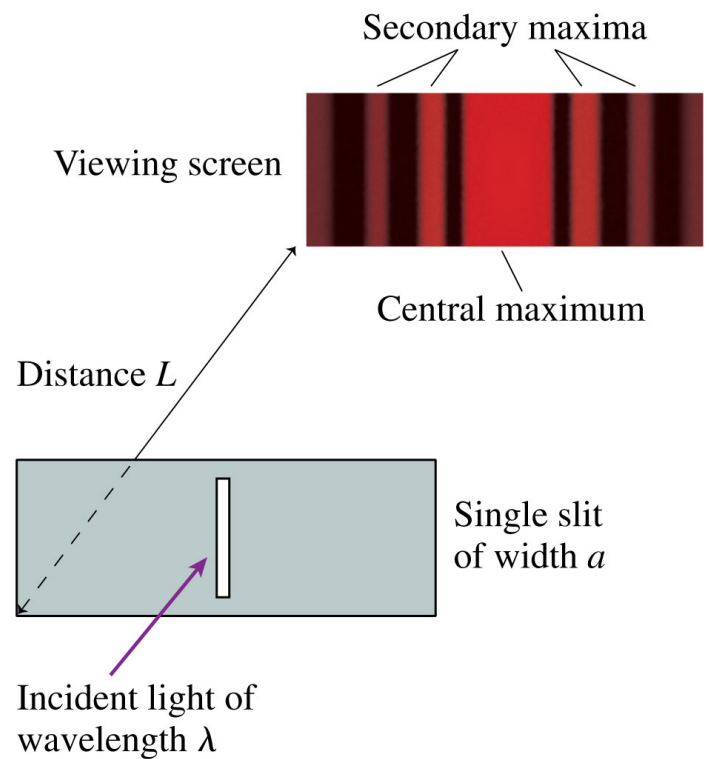 Secondary maxima
Viewing screen
Central maximum
Distance L
Single slit
of width a
Incident light of
wavelength λ